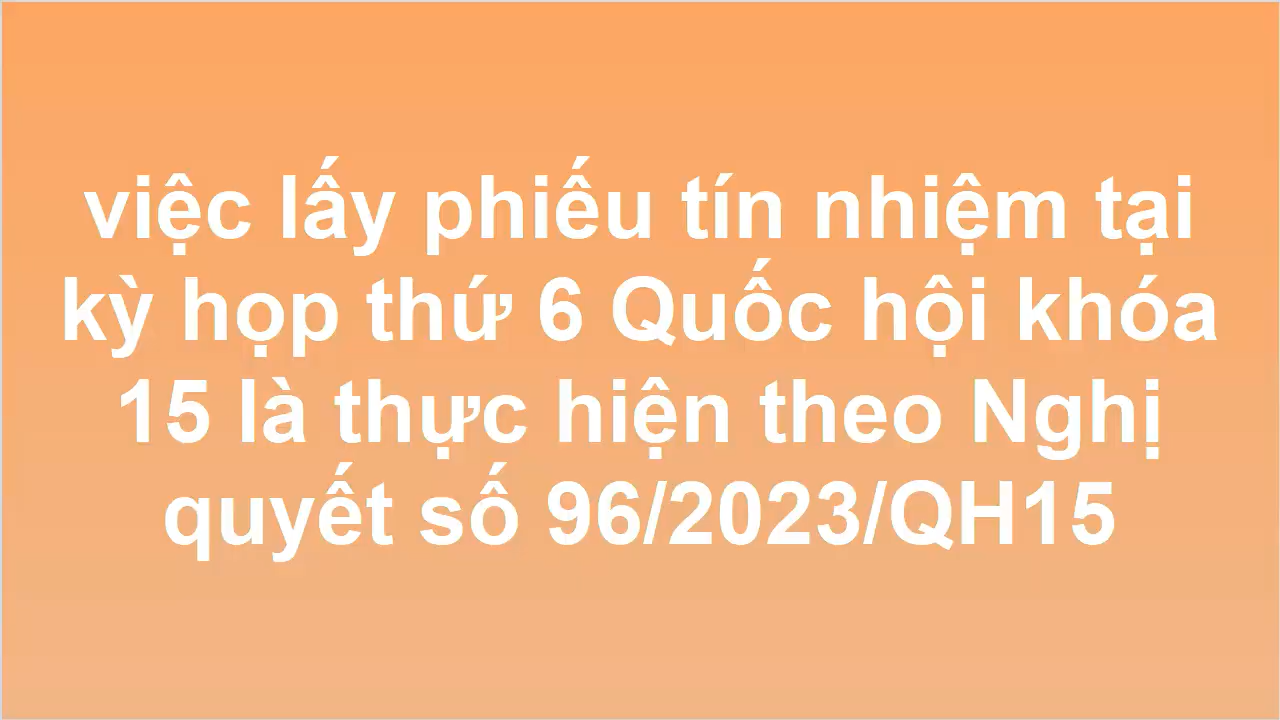 việc lấy phiếu tín nhiệm tại
kỳ họp thứ 6 Quốc hội khóa
15 là thực hiện theo Nghị
quyết số 96/2023/QH15